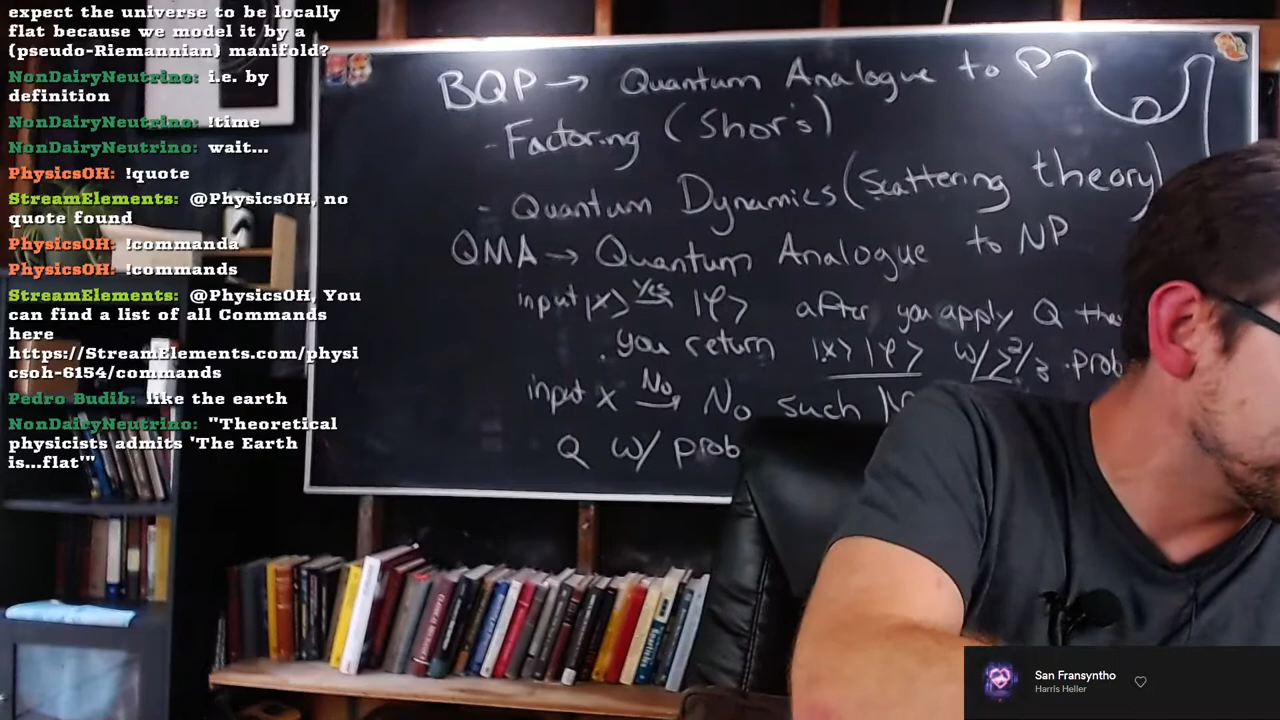 expect the universe to be locally
flat because we model it by a
(pseudo-Riemannian) manifold?
NonDairyNeutrino: i.e. by
definition
NonDairyNeutrino: !time
NonDairyNeutrino: wait...
PhysicsOH: !quote
StreamElements: @PhysicsOH, no
quote found
PhysicsOH: !commanda
PhysicsOH: !commands
StreamElements: @PhysicsOH, You
can find a list of all Commands
here
https://StreamElements.com/physi
csoh-6154/commands
Pedro Budib: like the earth
NonDairyNeutrino: "Theoretical
physicists admits 'The Earth
is...flat'"
BQP → Quantum Analogue to P
- Factoring (Shor's)
- Quantum Dynamics (Scattering theory)
QMA → Quantum Analogue to NP
input |x> Yes→ |φ> after you apply Q the
you return |x>|φ> w/ >2/3 prob
input x No→ No such
Q w/ prob
San Fransyntho
Harris Heller